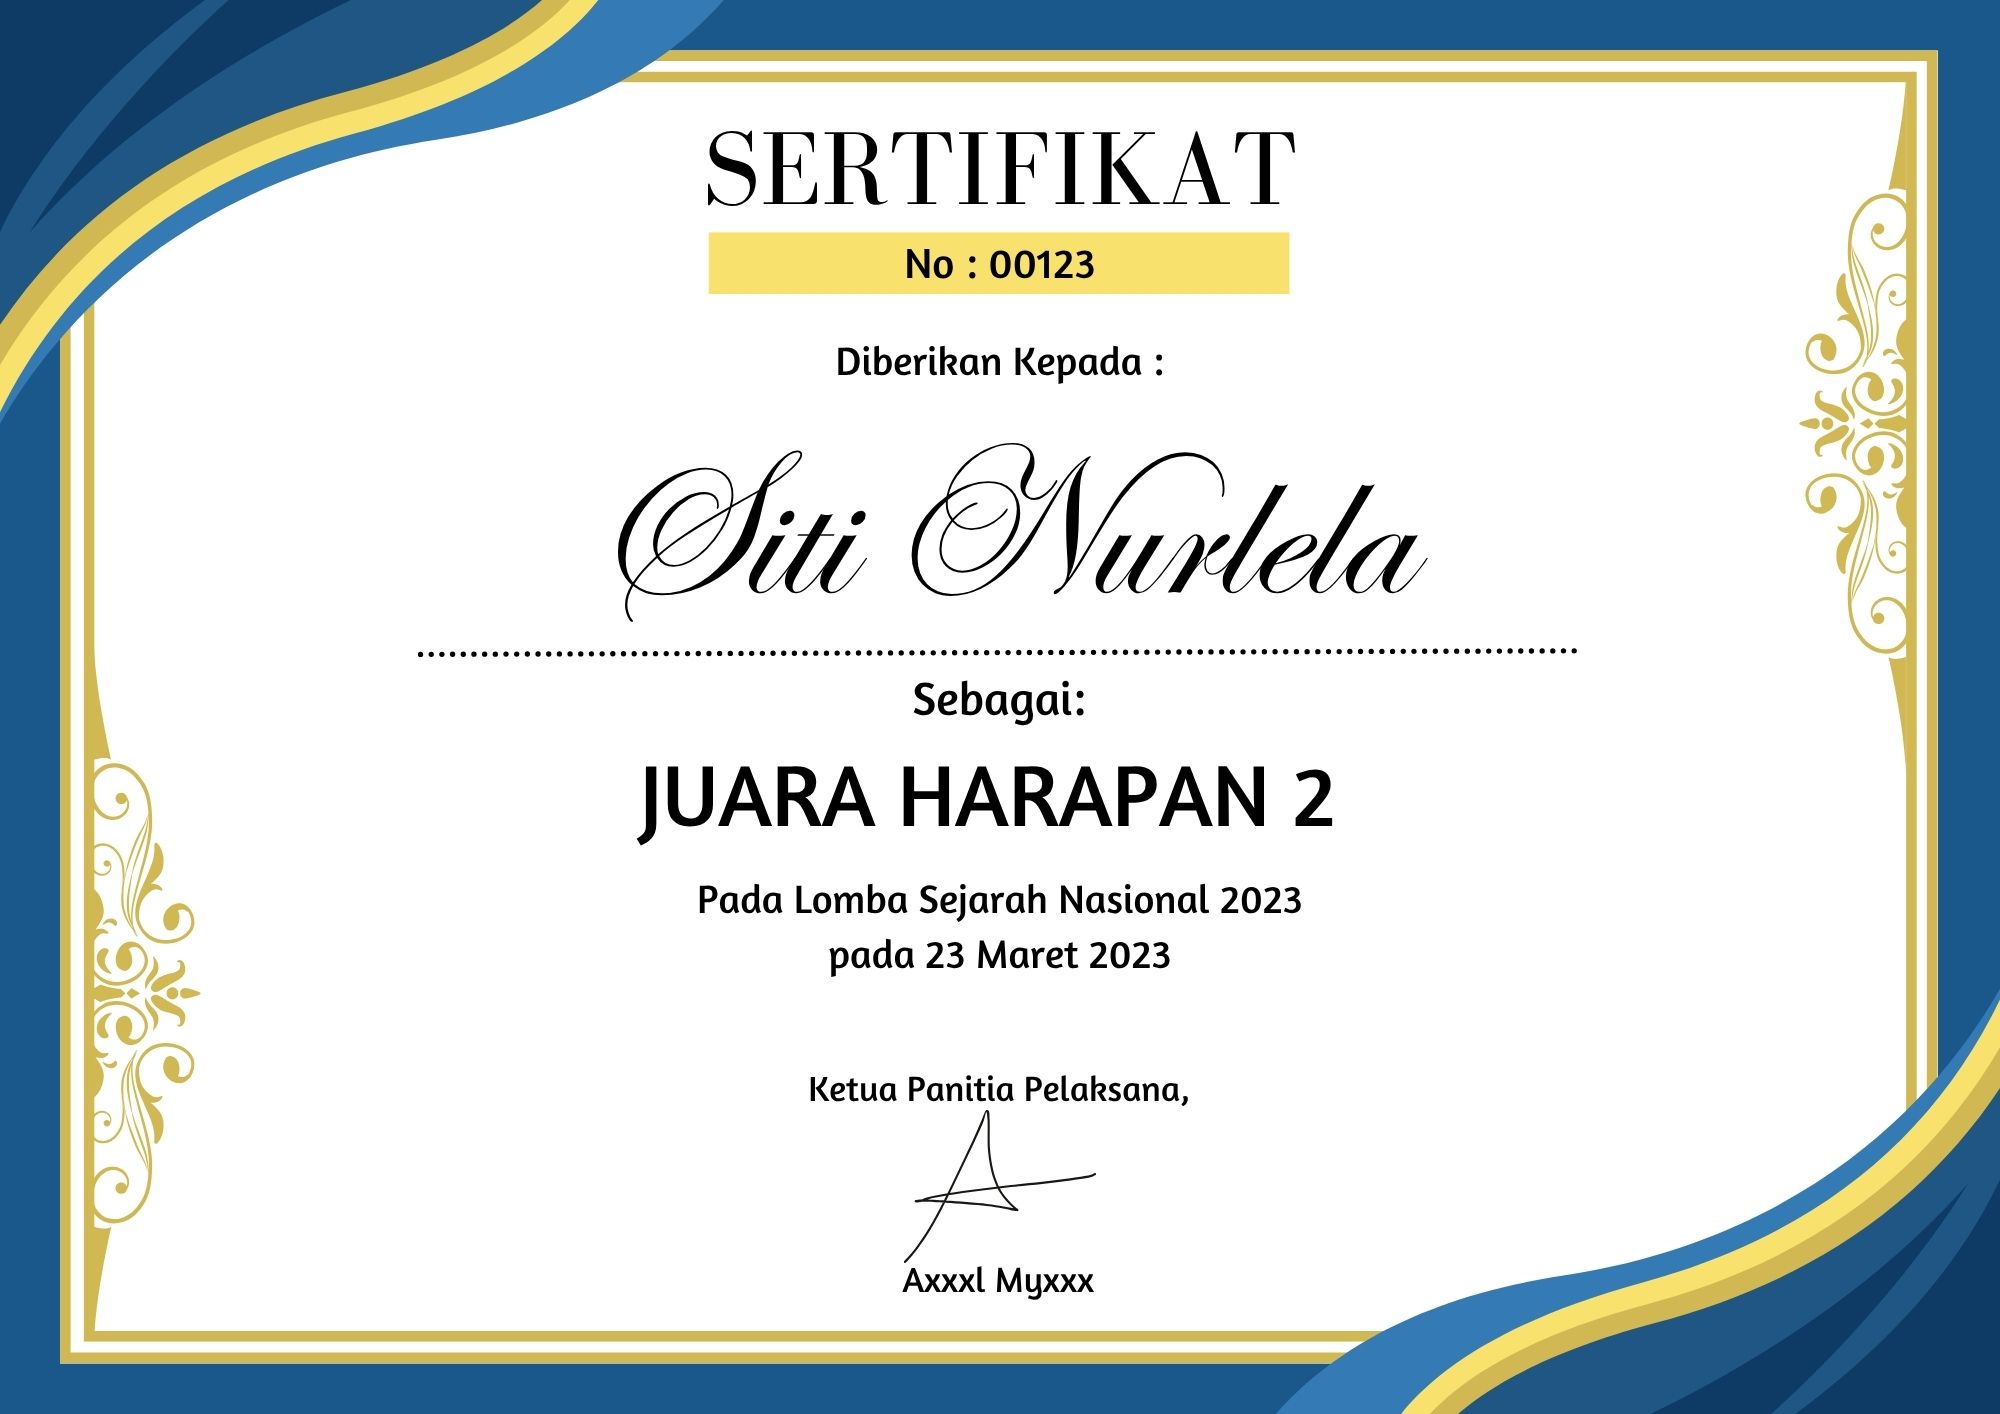 SERTIFIKAT
No : 00123
Diberikan Kepada :
Siti Nurlela
Sebagai:
JUARA HARAPAN 2
Pada Lomba Sejarah Nasional 2023
pada 23 Maret 2023
Ketua Panitia Pelaksana,
Axxxl Myxxx